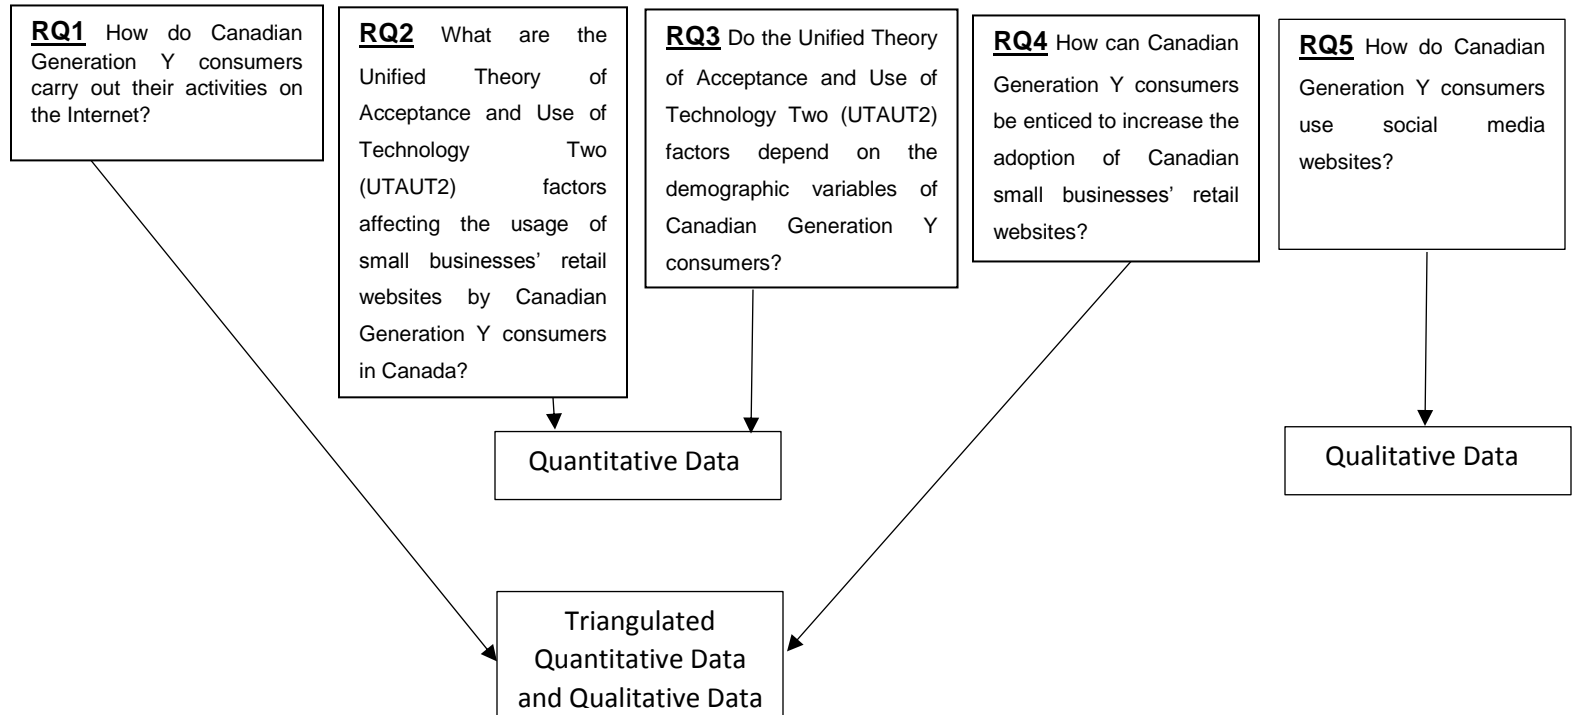 RQ1 How do Canadian
Generation Y consumers
carry out their activities on
the Internet?
RQ2 What are the
Unified Theory of
Acceptance and Use of
Technology Two
(UTAUT2) factors
affecting the usage of
small businesses’ retail
websites by Canadian
Generation Y consumers
in Canada?
RQ3 Do the Unified Theory
of Acceptance and Use of
Technology Two (UTAUT2)
factors depend on the
demographic variables of
Canadian Generation Y
consumers?
RQ4 How can Canadian
Generation Y consumers
be enticed to increase the
adoption of Canadian
small businesses’ retail
websites?
RQ5 How do Canadian
Generation Y consumers
use social media
websites?
Quantitative Data
Qualitative Data
Triangulated
Quantitative Data
and Qualitative Data